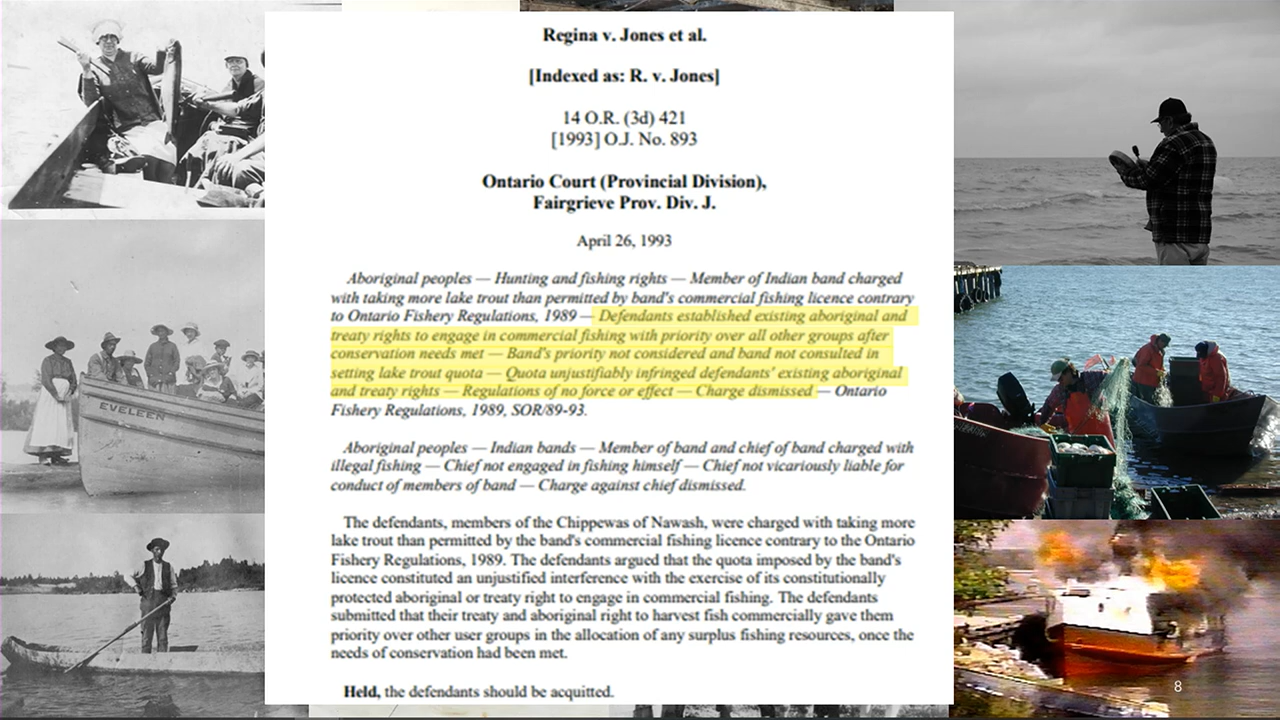 Regina v. Jones et al.
[Indexed as: R. v. Jones]
14 O.R. (3d) 421
[1993] O.J. No. 893
Ontario Court (Provincial Division),
Fairgrieve Prov. Div. J.
April 26, 1993
Aboriginal peoples — Hunting and fishing rights — Member of Indian band charged
with taking more lake trout than permitted by band's commercial fishing licence contrary
to Ontario Fishery Regulations, 1989 — Defendants established existing aboriginal and
treaty rights to engage in commercial fishing with priority over all other groups after
conservation needs met — Band's priority not considered and band not consulted in
setting lake trout quota — Quota unjustifiably infringed defendants' existing aboriginal
and treaty rights — Regulations of no force or effect — Charge dismissed — Ontario
Fishery Regulations, 1989, SOR/89-93.
Aboriginal peoples — Indian bands — Member of band and chief of band charged with
illegal fishing — Chief not engaged in fishing himself — Chief not vicariously liable for
conduct of members of band — Charge against chief dismissed.
The defendants, members of the Chippewas of Nawash, were charged with taking more
lake trout than permitted by the band's commercial fishing licence contrary to the Ontario
Fishery Regulations, 1989. The defendants argued that the quota imposed by the band's
licence constituted an unjustified interference with the exercise of its constitutionally
protected aboriginal or treaty right to engage in commercial fishing. The defendants
submitted that their treaty and aboriginal right to harvest fish commercially gave them
priority over other user groups in the allocation of any surplus fishing resources, once the
needs of conservation had been met.
Held, the defendants should be acquitted.
EVELEEN
8